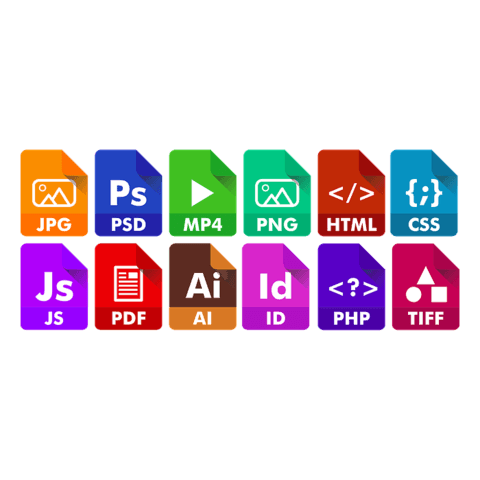 Ps
</>
{;}
JPG PSD MP4 PNG HTML CSS
Js Ai Id <?>
JS PDF AI ID PHP TIFF